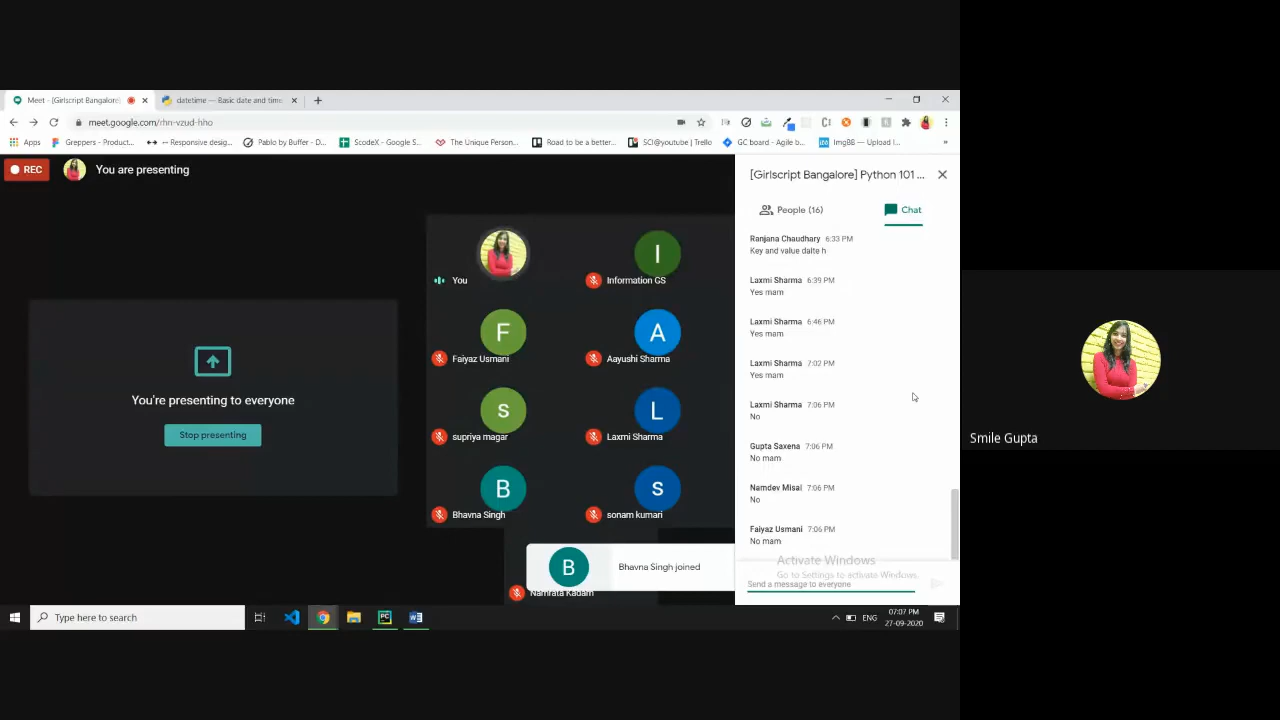 Meet - [Girlscript Bangalore]
datetime — Basic date and time
meet.google.com/rhn-vzud-hho
Apps
Greppers - Product...
-- Responsive desig...
Pablo by Buffer - D...
ScodeX - Google S...
The Unique Person...
Road to be a better...
SCI@youtube | Trello
GC board - Agile b...
ImgBB — Upload I...
»
REC
You are presenting
[Girlscript Bangalore] Python 101 ...
People (16)
Chat
Ranjana Chaudhary 6:33 PM
Key and value dalte h
Laxmi Sharma 6:39 PM
Yes mam
Laxmi Sharma 6:46 PM
Yes mam
Laxmi Sharma 7:02 PM
Yes mam
Laxmi Sharma 7:06 PM
No
Gupta Saxena 7:06 PM
No mam
Namdev Misal 7:06 PM
No
Faiyaz Usmani 7:06 PM
No mam
Activate Windows
Go to Settings to activate Windows.
Send a message to everyone
You're presenting to everyone
Stop presenting
You
I
Information GS
F
Faiyaz Usmani
A
Aayushi Sharma
s
supriya magar
L
Laxmi Sharma
B
Bhavna Singh
s
sonam kumari
B
Bhavna Singh joined
Namrata Kadam
Smile Gupta
Type here to search
PC
W
ENG
07:07 PM
27-09-2020